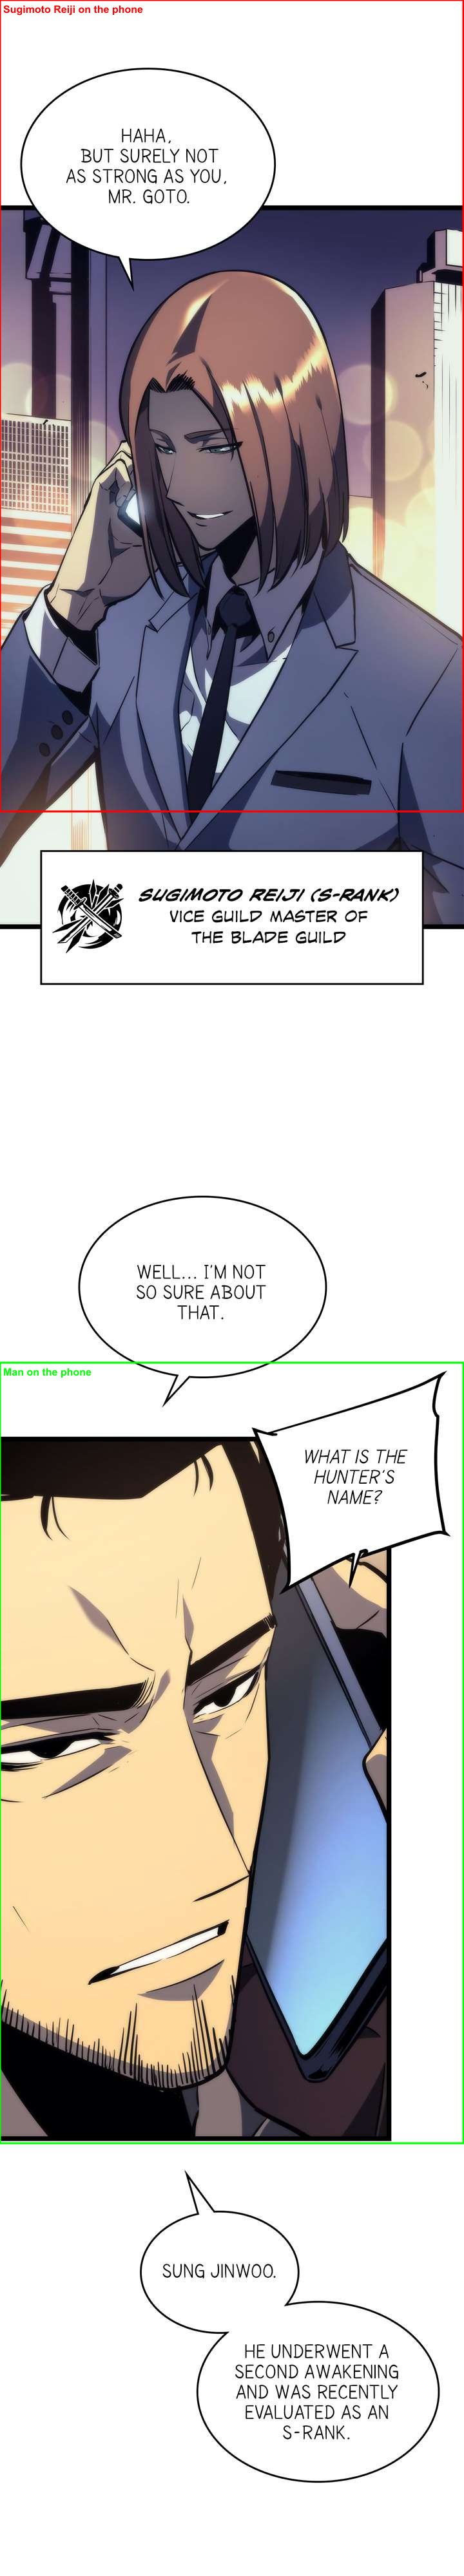 Sugimoto Reiji on the phone
HAHA,
BUT SURELY NOT
AS STRONG AS YOU,
MR. GOTO.
SUGIMOTO REIJI (S-RANK)
VICE GUILD MASTER OF
THE BLADE GUILD
WELL... I'M NOT
SO SURE ABOUT
THAT.
Man on the phone
WHAT IS THE
HUNTER'S
NAME?
SUNG JINWOO.
HE UNDERWENT A
SECOND AWAKENING
AND WAS RECENTLY
EVALUATED AS AN
S-RANK.